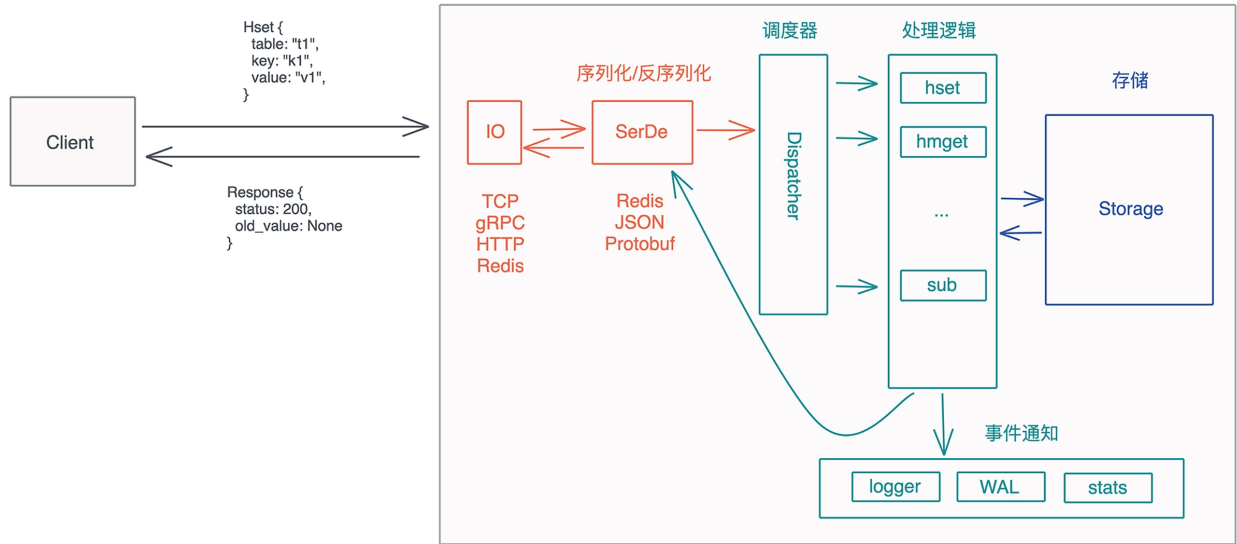 Hset {
table: "t1",
key: "k1",
value: "v1",
}
Client
Response {
status: 200,
old_value: None
}
IO
TCP
gRPC
HTTP
Redis
序列化/反序列化
SerDe
Redis
JSON
Protobuf
调度器
Dispatcher
处理逻辑
hset
hmget
...
sub
存储
Storage
事件通知
logger
WAL
stats